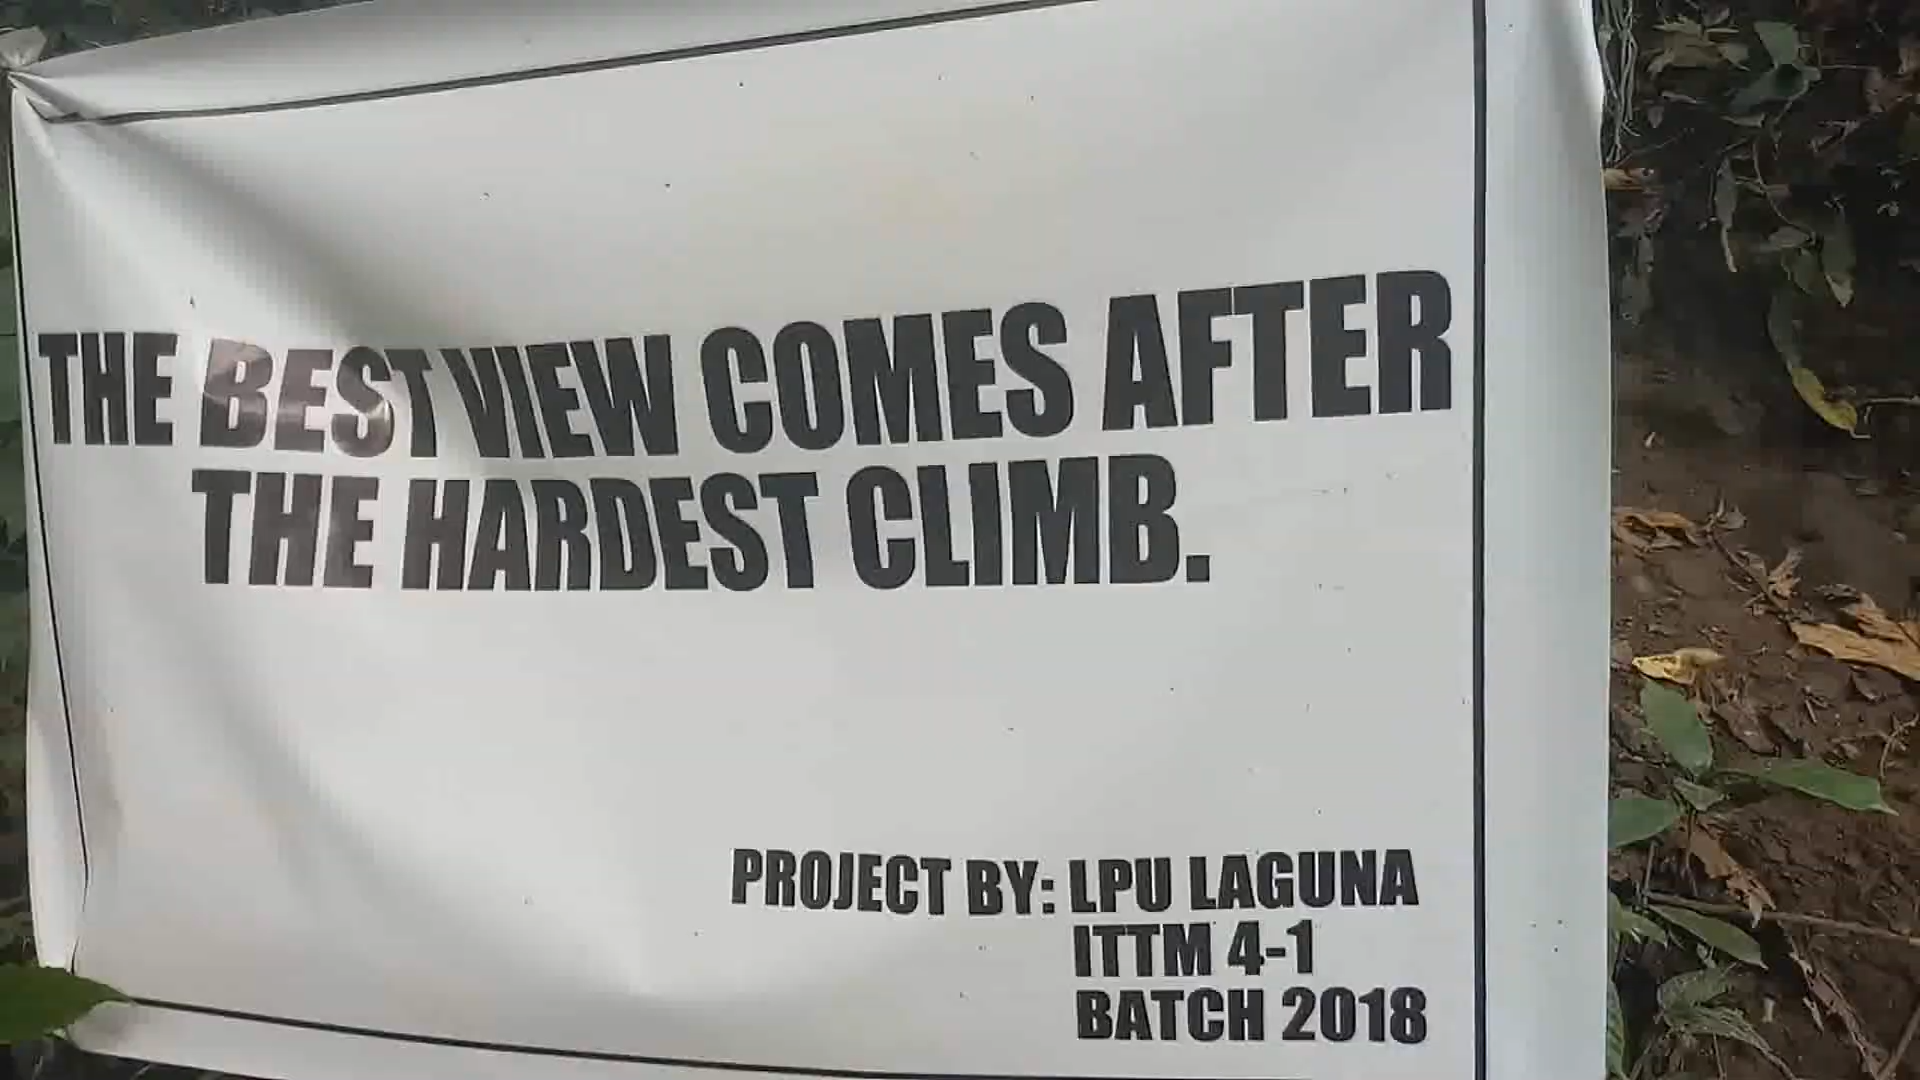 THE BEST VIEW COMES AFTER
THE HARDEST CLIMB.
PROJECT BY: LPU LAGUNA
ITTM 4-1
BATCH 2018